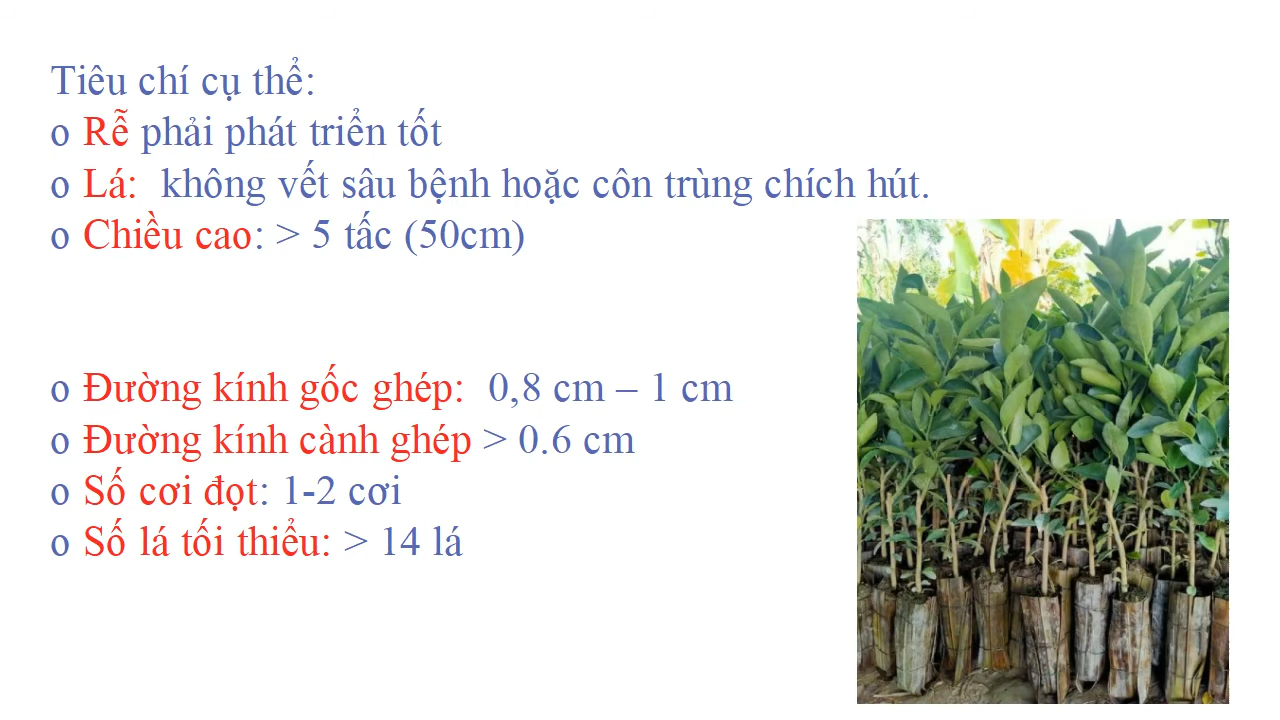 Tiêu chí cụ thể:
o Rễ phải phát triển tốt
o Lá: không vết sâu bệnh hoặc côn trùng chích hút.
o Chiều cao: > 5 tấc (50cm)
o Đường kính gốc ghép: 0,8 cm – 1 cm
o Đường kính cành ghép > 0.6 cm
o Số cơi đọt: 1-2 cơi
o Số lá tối thiểu: > 14 lá